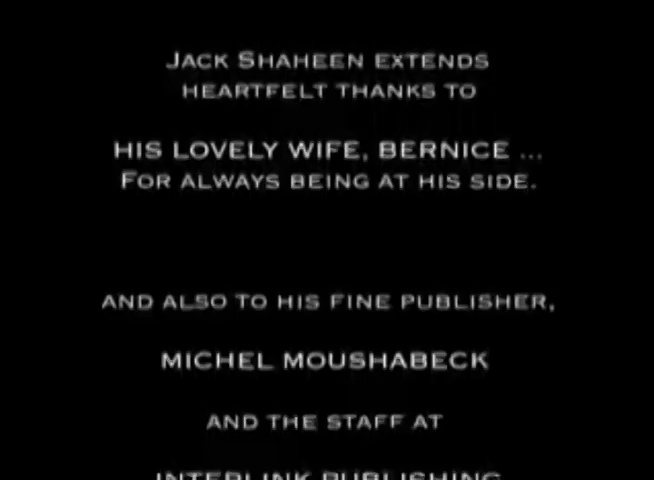 JACK SHAHEEN EXTENDS
HEARTFELT THANKS TO
HIS LOVELY WIFE, BERNICE ...
FOR ALWAYS BEING AT HIS SIDE.
AND ALSO TO HIS FINE PUBLISHER,
MICHEL MOUSHABECK
AND THE STAFF AT
INTERLINK PUBLISHING